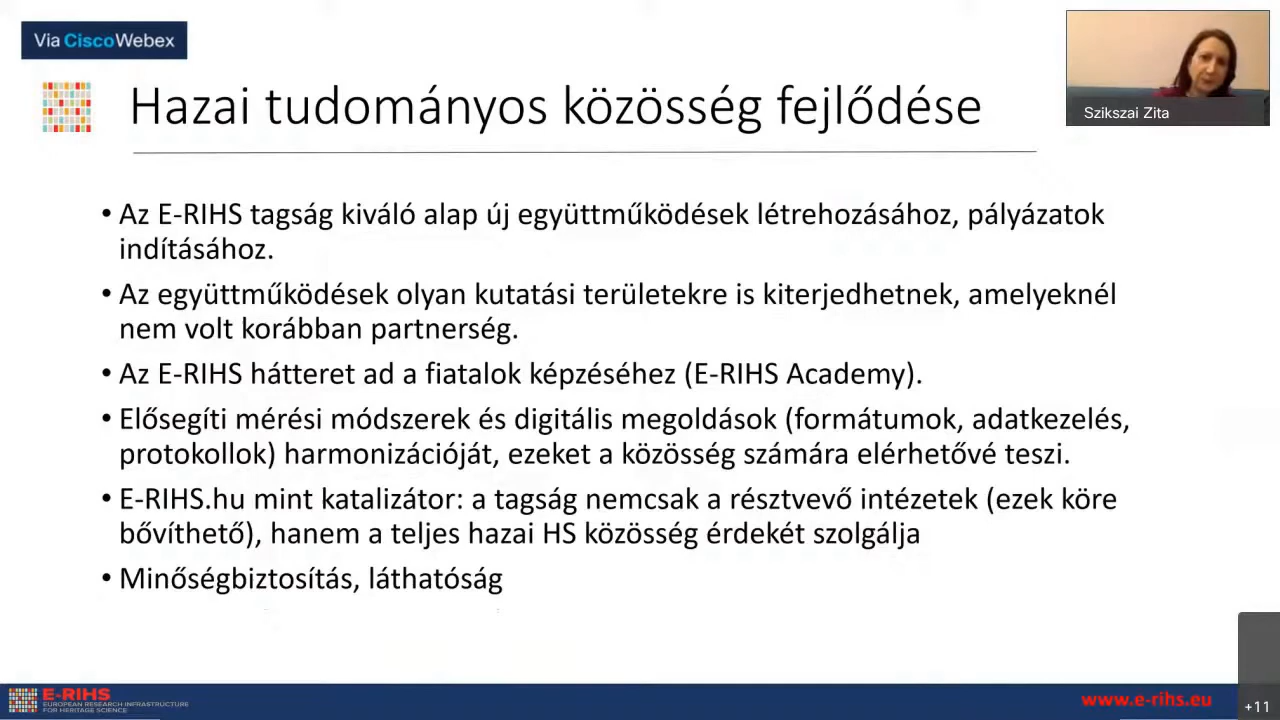 Via CiscoWebex
Szikszai Zita
Hazai tudományos közösség fejlődése
• Az E-RIHS tagság kiváló alap új együttműködések létrehozásához, pályázatok
indításához.
• Az együttműködések olyan kutatási területekre is kiterjedhetnek, amelyeknél
nem volt korábban partnerség.
• Az E-RIHS hátteret ad a fiatalok képzéséhez (E-RIHS Academy).
• Elősegíti mérési módszerek és digitális megoldások (formátumok, adatkezelés,
protokollok) harmonizációját, ezeket a közösség számára elérhetővé teszi.
• E-RIHS.hu mint katalizátor: a tagság nemcsak a résztvevő intézetek (ezek köre
bővíthető), hanem a teljes hazai HS közösség érdekét szolgálja
• Minőségbiztosítás, láthatóság
E-RIHS
EUROPEAN RESEARCH INFRASTRUCTURE
FOR HERITAGE SCIENCE
www.e-rihs.eu
+11